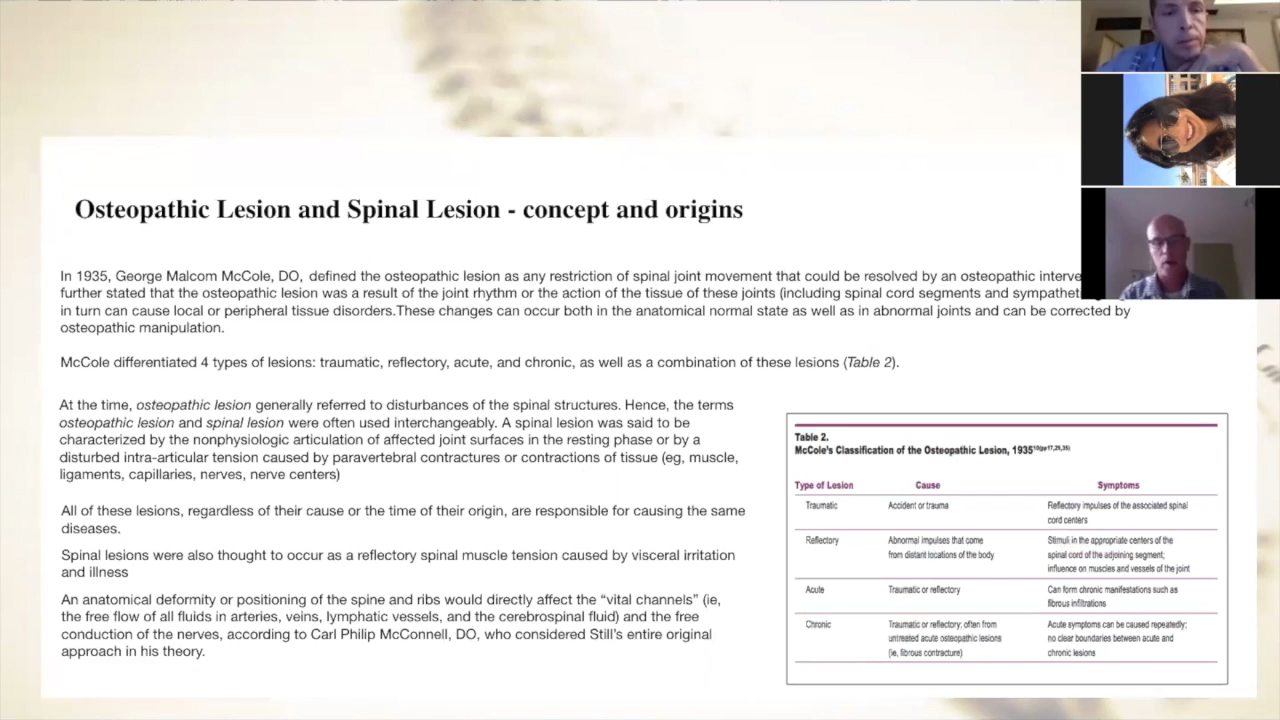 Osteopathic Lesion and Spinal Lesion - concept and origins
In 1935, George Malcom McCole, DO, defined the osteopathic lesion as any restriction of spinal joint movement that could be resolved by an osteopathic
further stated that the osteopathic lesion was a result of the joint rhythm or the action of the tissue of these joints (including spinal cord segments and
in turn can cause local or peripheral tissue disorders.These changes can occur both in the anatomical normal state as well as in abnormal joints and can be corrected by
osteopathic manipulation.
McCole differentiated 4 types of lesions: traumatic, reflectory, acute, and chronic, as well as a combination of these lesions (Table 2).
At the time, osteopathic lesion generally referred to disturbances of the spinal structures. Hence, the terms
osteopathic lesion and spinal lesion were often used interchangeably. A spinal lesion was said to be
characterized by the nonphysiologic articulation of affected joint surfaces in the resting phase or by a
disturbed intra-articular tension caused by paravertebral contractures or contractions of tissue (eg, muscle,
ligaments, capillaries, nerves, nerve centers)
All of these lesions, regardless of their cause or the time of their origin, are responsible for causing the same
diseases.
Spinal lesions were also thought to occur as a reflectory spinal muscle tension caused by visceral irritation
and illness
An anatomical deformity or positioning of the spine and ribs would directly affect the “vital channels” (ie,
the free flow of all fluids in arteries, veins, lymphatic vessels, and the cerebrospinal fluid) and the free
conduction of the nerves, according to Carl Philip McConnell, DO, who considered Still's entire original
approach in his theory.
Table 2.
McCole's Classification of the Osteopathic Lesion, 1935
Type of Lesion Cause Symptoms
Traumatic Accident or trauma Reflectory impulses of the associated spinal
cord centers
Reflectory Abnormal impulses that come Stimuli in the appropriate centers of the
from distant locations of the body spinal cord of the adjoining segment;
influence on muscles and vessels of the joint
Acute Traumatic or reflectory Can form chronic manifestations such as
fibrous infiltrations
Chronic Traumatic or reflectory; often from Acute symptoms can be caused repeatedly;
untreated acute osteopathic lesions no clear boundaries between acute and
(ie, fibrous contracture) chronic lesions